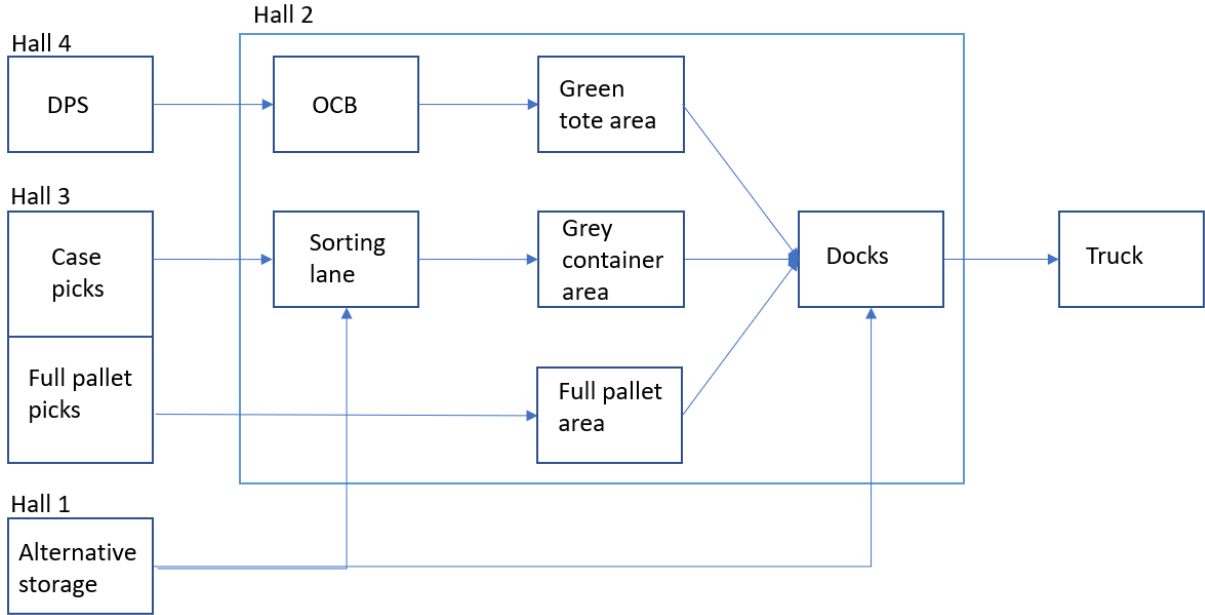 Hall 2
Hall 4
DPS
OCB
Green
tote area
Hall 3
Case
picks
Sorting
lane
Grey
container
area
Docks
Truck
Full pallet
picks
Full pallet
area
Hall 1
Alternative
storage